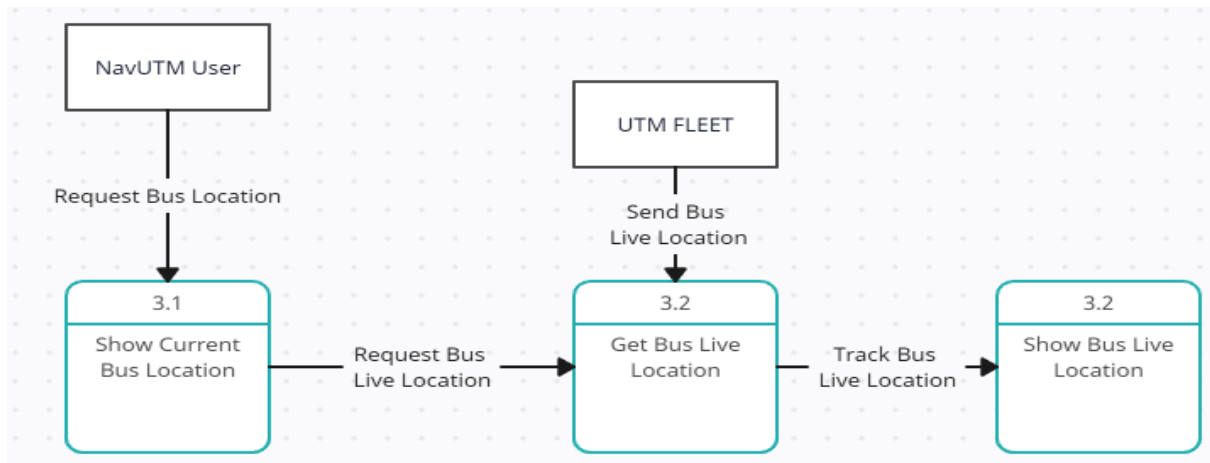 NavUTM User
UTM FLEET
Request Bus Location
Send Bus
Live Location
3.1
Show Current
Bus Location
Request Bus
Live Location
3.2
Get Bus Live
Location
Track Bus
Live Location
3.2
Show Bus Live
Location